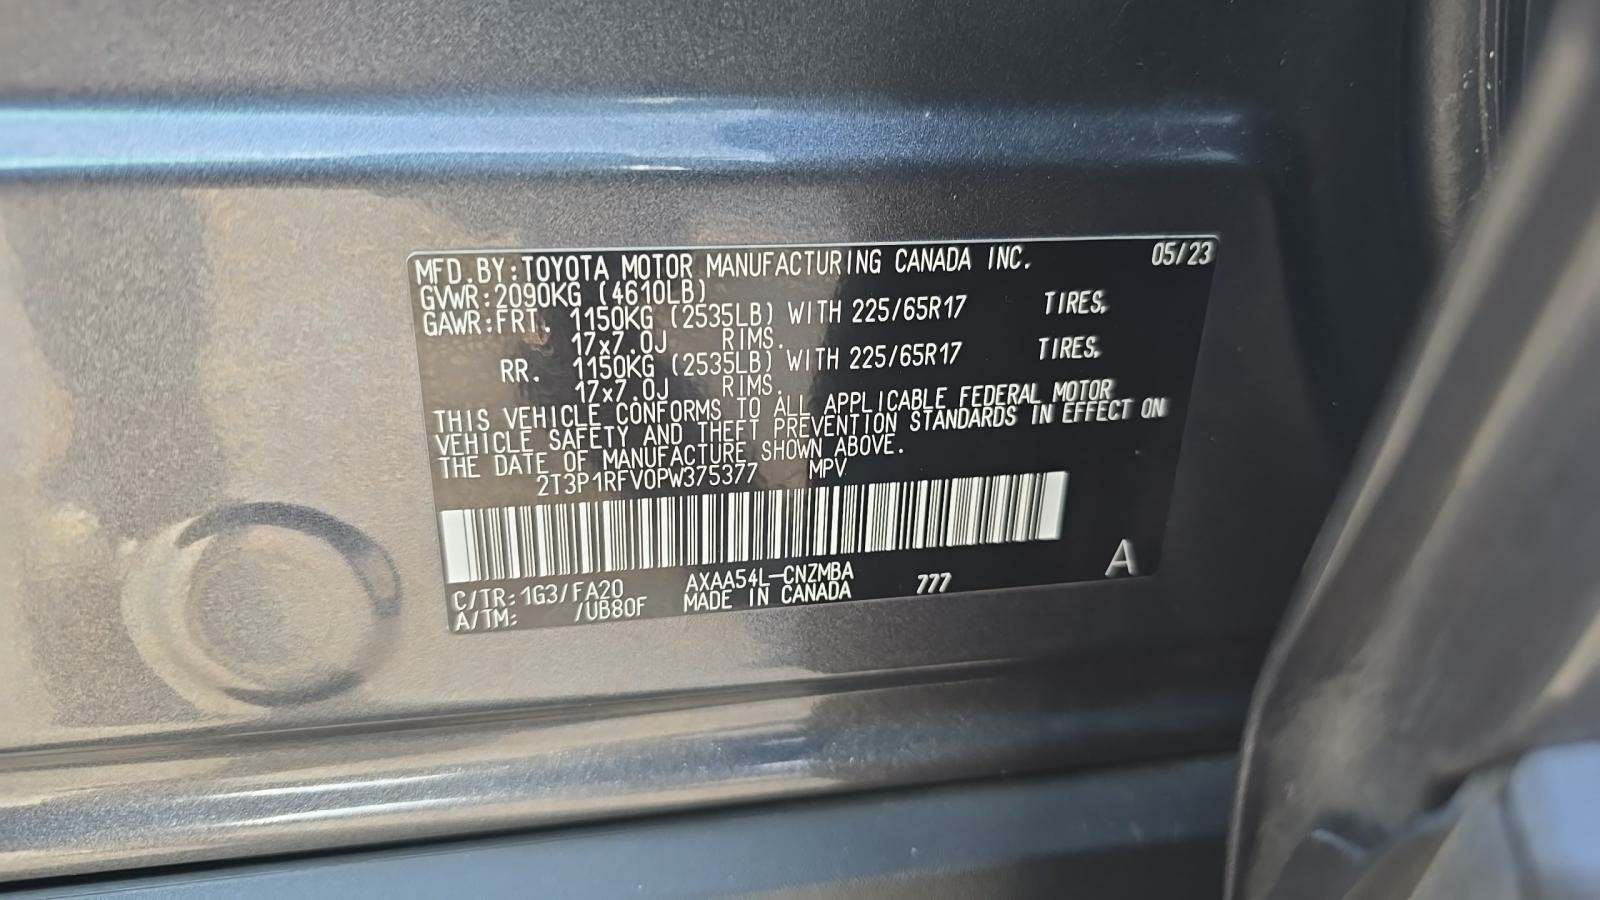 MFD.BY:TOYOTA MOTOR MANUFACTURING CANADA INC. 05/23
GVWR:2090KG (4610LB)
GAWR:FRT. 1150KG (2535LB) WITH 225/65R17 TIRES,
17x7.0J RIMS.
RR. 1150KG (2535LB) WITH 225/65R17 TIRES,
17x7.0J RIMS.
THIS VEHICLE CONFORMS TO ALL APPLICABLE FEDERAL MOTOR
VEHICLE SAFETY AND THEFT PREVENTION STANDARDS IN EFFECT ON
THE DATE OF MANUFACTURE SHOWN ABOVE.
2T3P1RFV0PW375377 MPV
C/TR:1G3/FA20 AXAA54L-CNZMBA 777 A
A/TM: /UB80F MADE IN CANADA